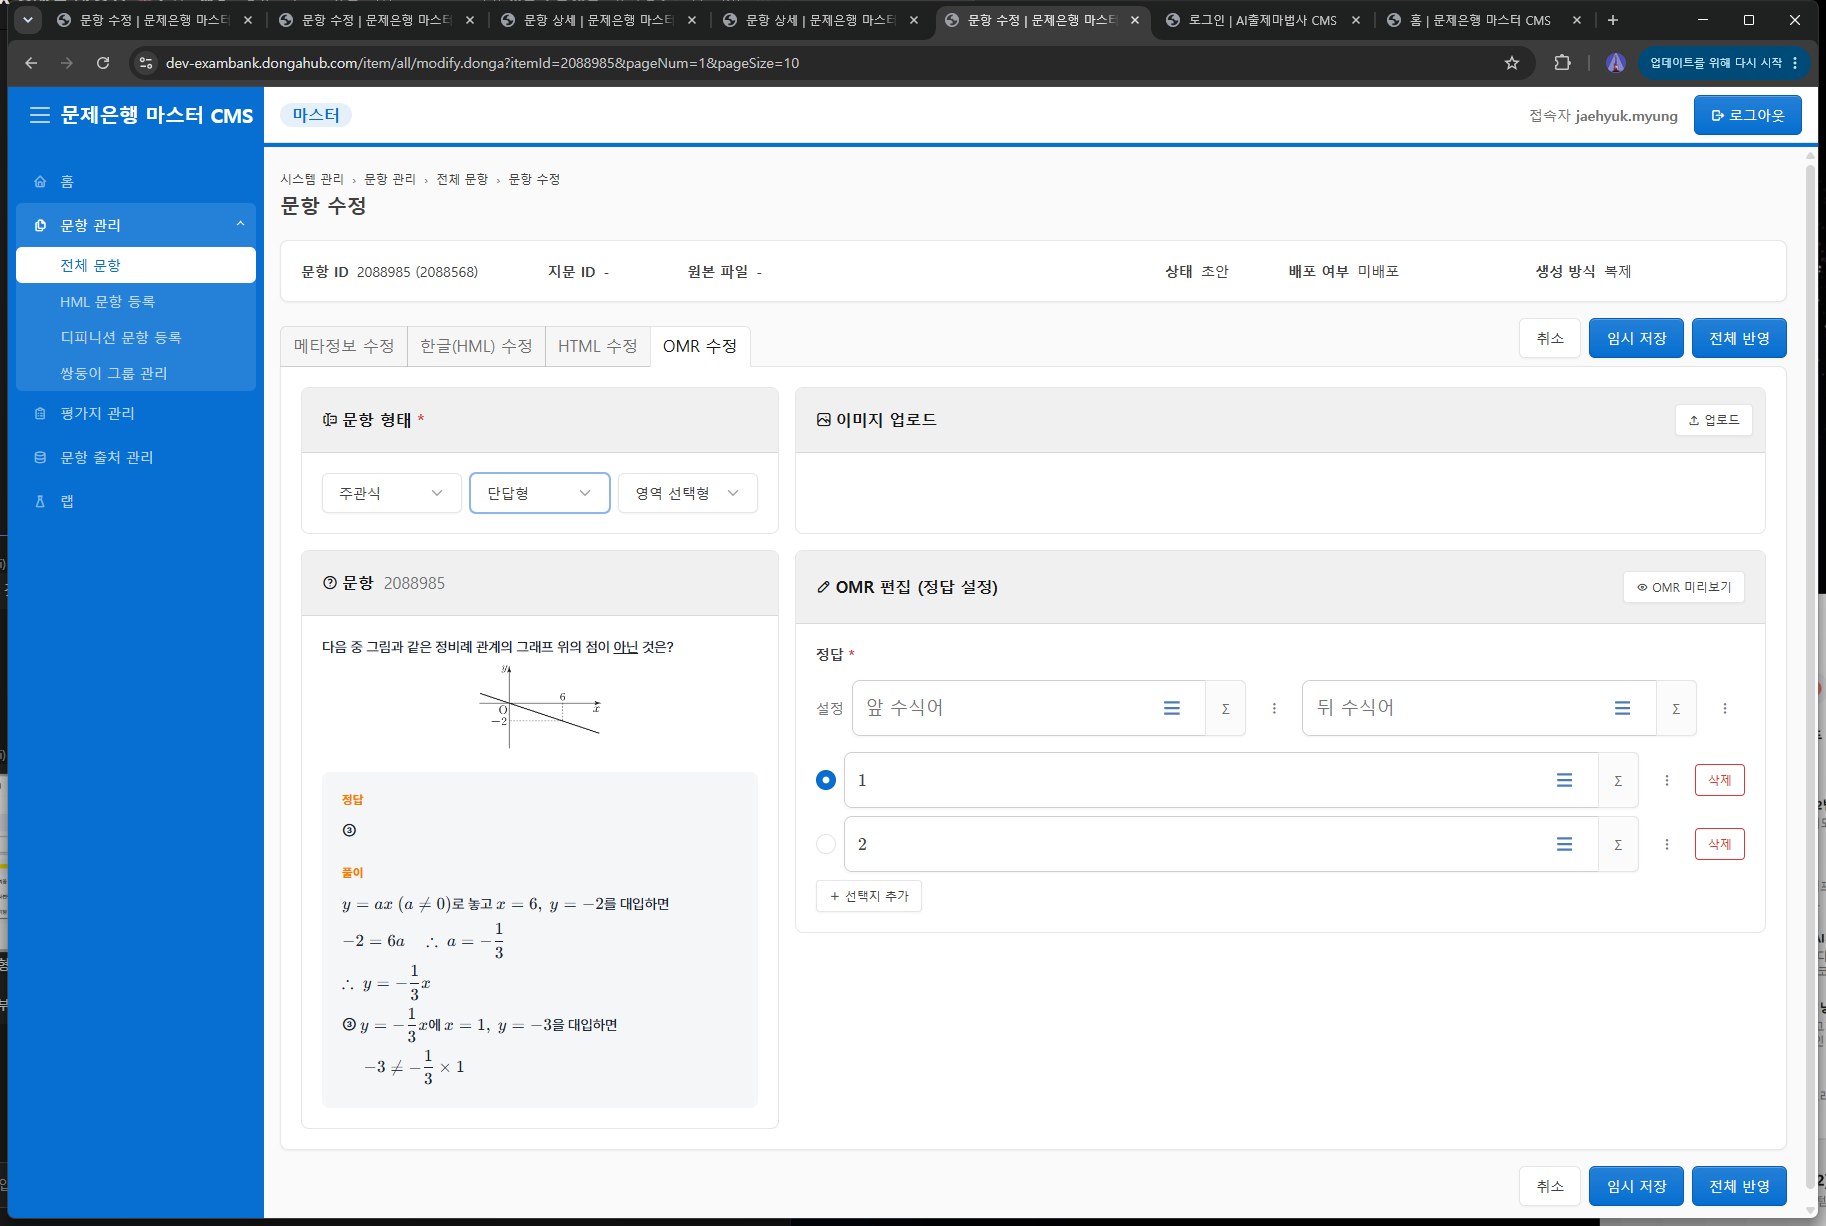 문항 수정 | 문제은행 마스터
문항 수정 | 문제은행 마스터
문항 상세 | 문제은행 마스터
문항 상세 | 문제은행 마스터
문항 수정 | 문제은행 마스터
로그인 | AI출제마법사 CMS
홈 | 문제은행 마스터 CMS
dev-exambank.dongahub.com/item/all/modify.donga?itemId=2088985&pageNum=1&pageSize=10
업데이트를 위해 다시 시작
문제은행 마스터 CMS
마스터
접속자 jaehyuk.myung
로그아웃
홈
문항 관리
전체 문항
HML 문항 등록
디피니션 문항 등록
쌍둥이 그룹 관리
평가지 관리
문항 출처 관리
랩
시스템 관리 › 문항 관리 › 전체 문항 › 문항 수정
문항 수정
문항 ID 2088985 (2088568)
지문 ID -
원본 파일 -
상태 초안
배포 여부 미배포
생성 방식 복제
메타정보 수정
한글(HML) 수정
HTML 수정
OMR 수정
취소
임시 저장
전체 반영
문항 형태 *
주관식
단답형
영역 선택형
이미지 업로드
업로드
문항 2088985
다음 중 그림과 같은 정비례 관계의 그래프 위의 점이 아닌 것은?
y
6
O
x
−2
정답
③
풀이
y = ax (a ≠ 0)로 놓고 x = 6, y = −2를 대입하면
−2 = 6a ∴ a = −1/3
∴ y = −1/3x
③ y = −1/3x에 x = 1, y = −3을 대입하면
−3 ≠ −1/3 × 1
OMR 편집 (정답 설정)
OMR 미리보기
정답 *
설정
앞 수식어
Σ
뒤 수식어
Σ
1
Σ
삭제
2
Σ
삭제
+ 선택지 추가
취소
임시 저장
전체 반영